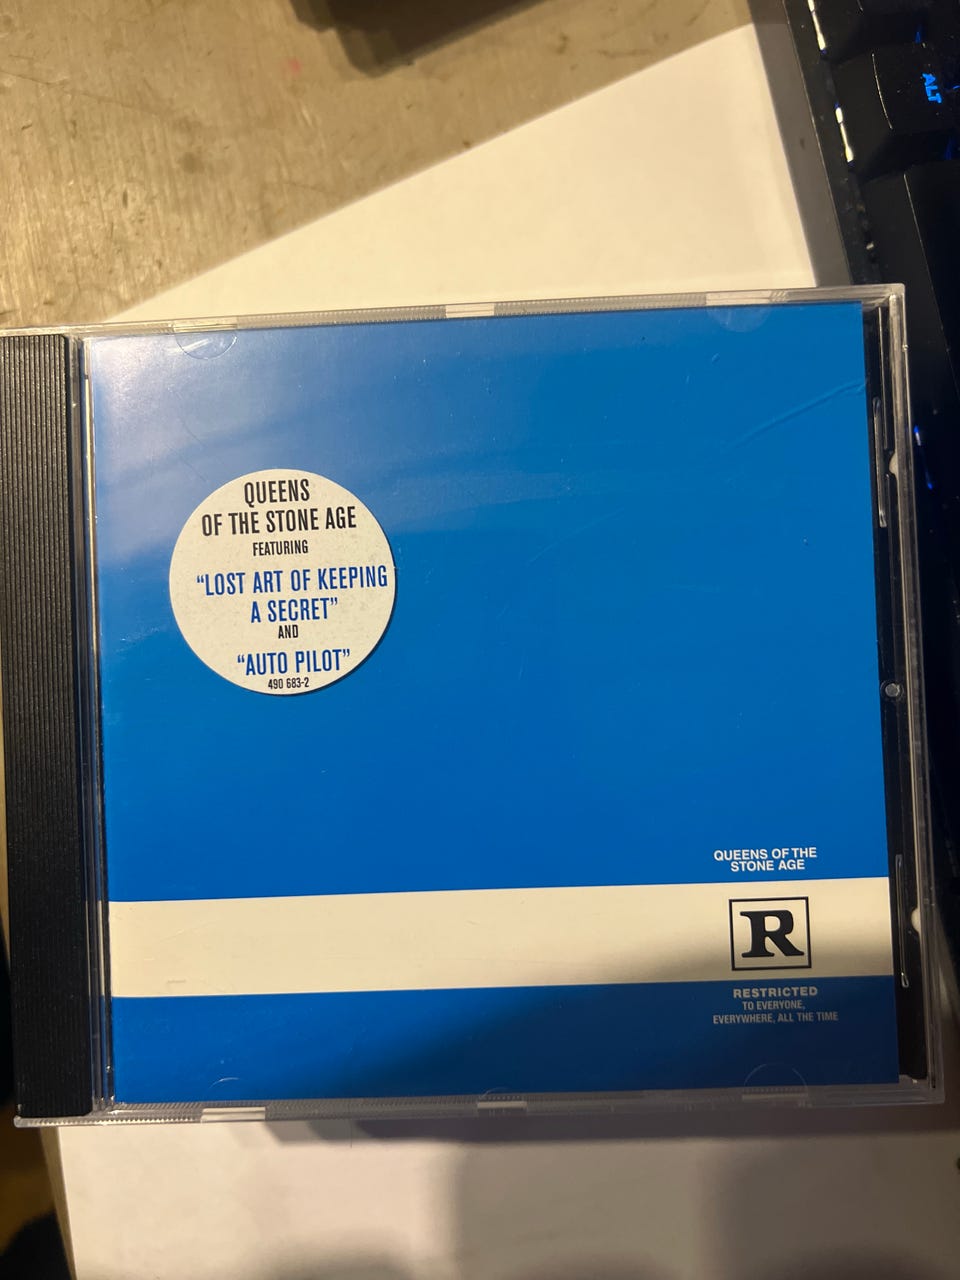 ALT
QUEENS
OF THE STONE AGE
FEATURING
“LOST ART OF KEEPING
A SECRET”
AND
“AUTO PILOT”
490 683-2
QUEENS OF THE
STONE AGE
R
RESTRICTED
TO EVERYONE,
EVERYWHERE, ALL THE TIME